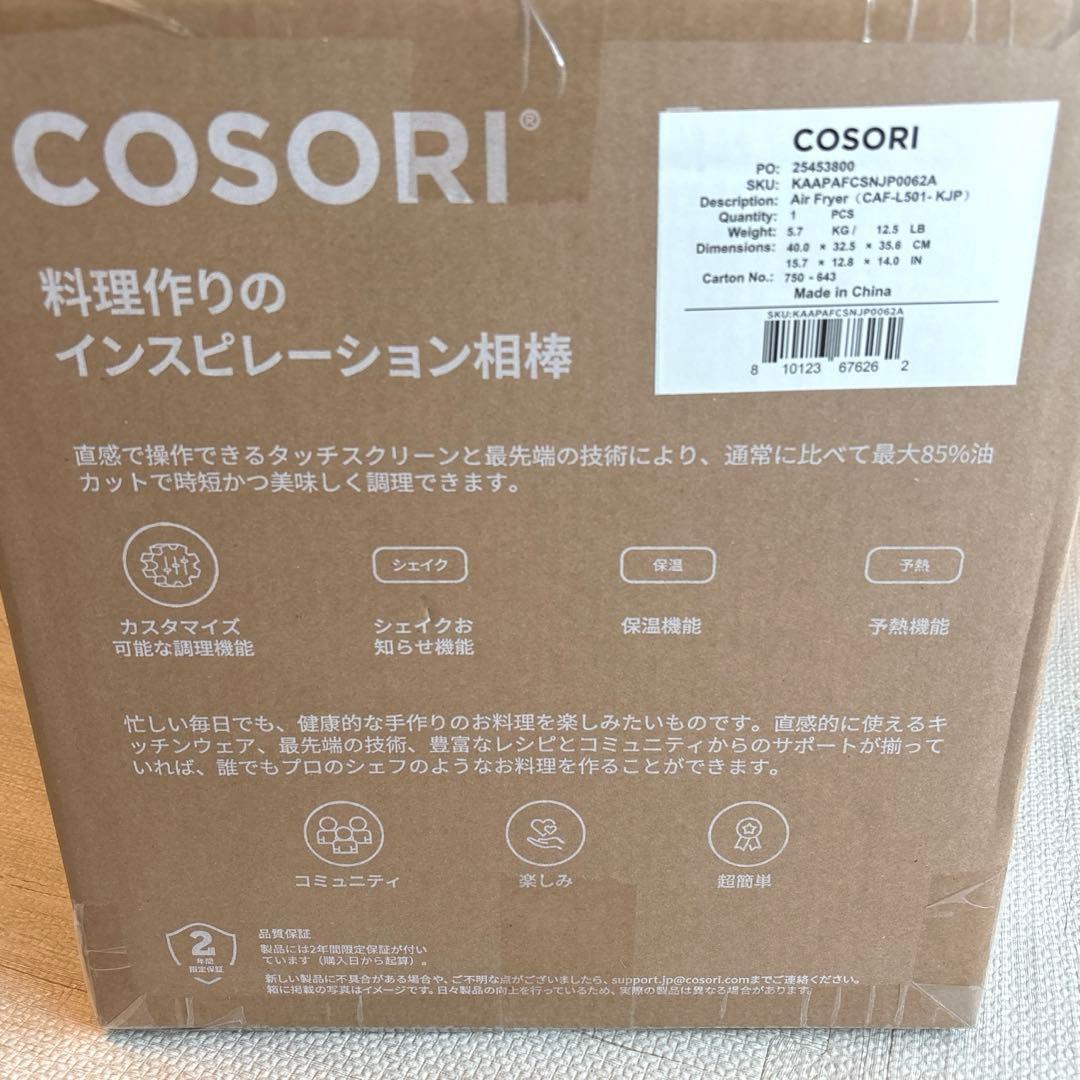 COSORI®
料理作りの
インスピレーション相棒
COSORI
PO: 25453800
SKU: KAAPAFCSNJP0062A
Description: Air Fryer（CAF-L501- KJP）
Quantity: 1 PCS
Weight: 5.7 KG / 12.5 LB
Dimensions: 40.0 × 32.5 × 35.6 CM
15.7 × 12.8 × 14.0 IN
Carton No.: 750 - 643
Made in China
SKU:KAAPAFCSNJP0062A
8 10123 67626 2
直感で操作できるタッチスクリーンと最先端の技術により、通常に比べて最大85%油
カットで時短かつ美味しく調理できます。
シェイク
保温
予熱
カスタマイズ
可能な調理機能
シェイクお
知らせ機能
保温機能
予熱機能
忙しい毎日でも、健康的な手作りのお料理を楽しみたいものです。直感的に使えるキ
ッチンウェア、最先端の技術、豊富なレシピとコミュニティからのサポートが揃って
いれば、誰でもプロのシェフのようなお料理を作ることができます。
コミュニティ
楽しみ
超簡単
2
年間
限定保証
品質保証
製品には2年間限定保証が付い
ています（購入日から起算）。
新しい製品に不具合がある場合や、ご不明な点がございましたら、support.jp@cosori.comまでご連絡ください。
箱に掲載の写真はイメージです。日々製品の向上を行っているため、実際の製品は異なる場合があります。